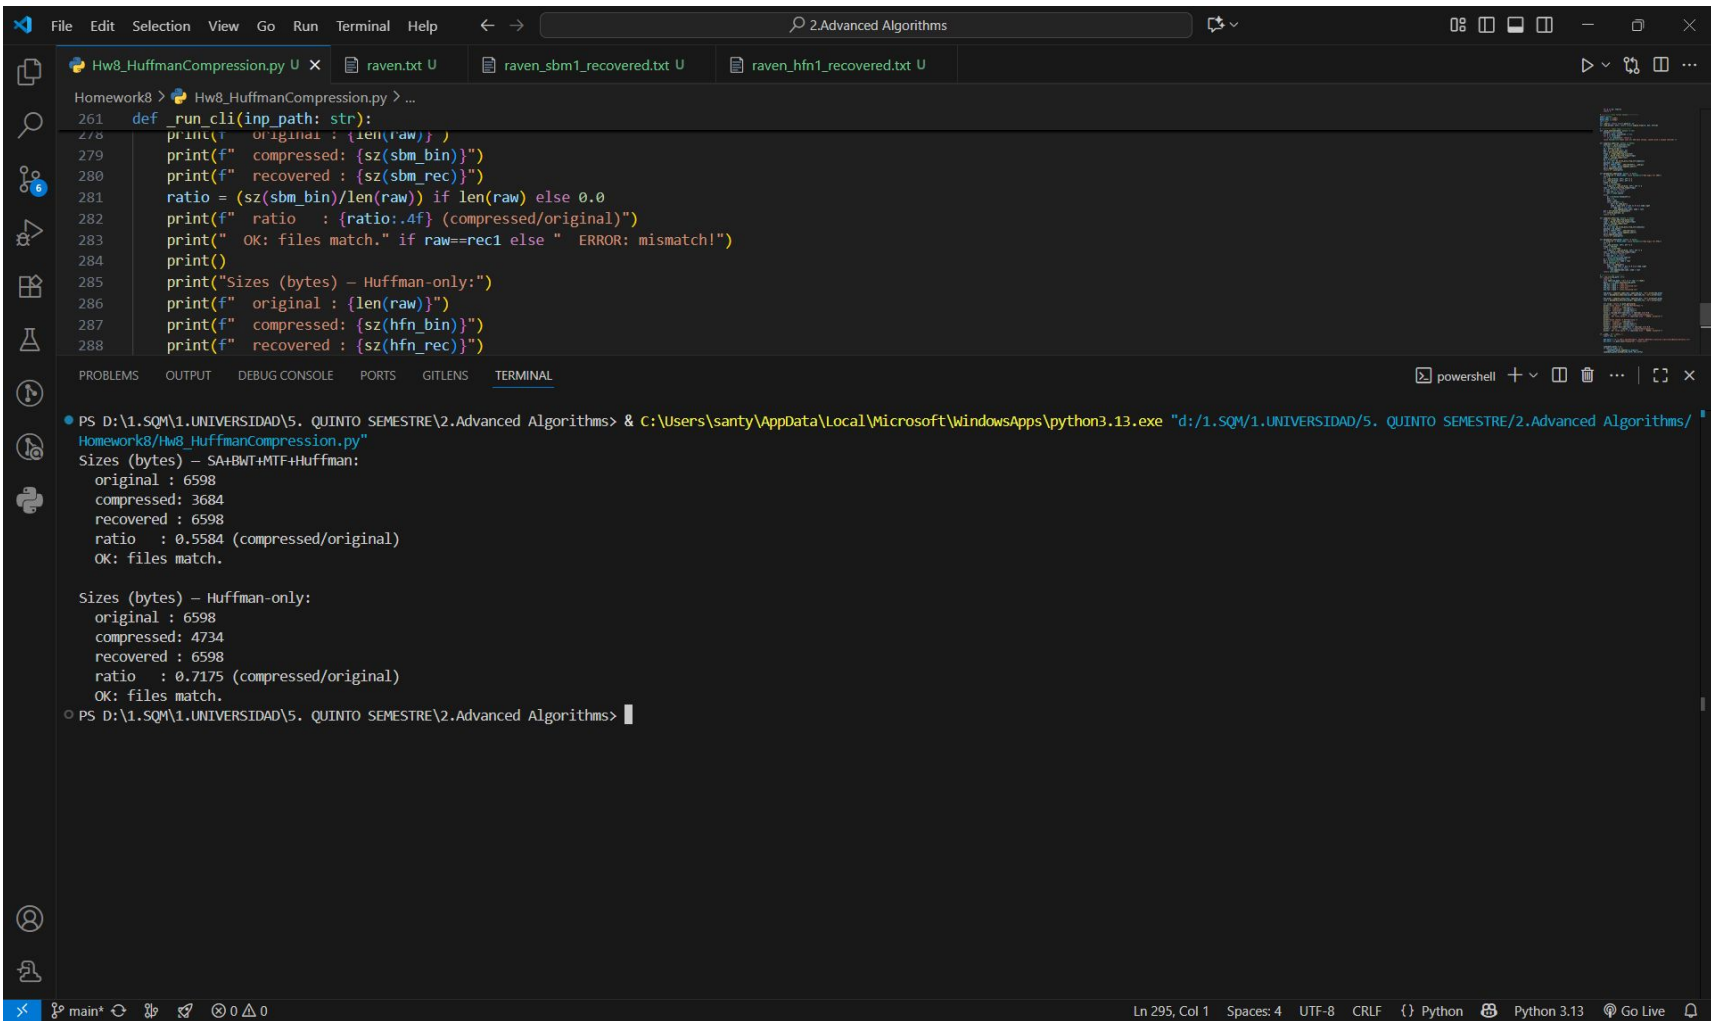 File Edit Selection View Go Run Terminal Help
2.Advanced Algorithms
Hw8_HuffmanCompression.py U
raven.txt U
raven_sbm1_recovered.txt U
raven_hfn1_recovered.txt U
Homework8 > Hw8_HuffmanCompression.py > ...
261 def _run_cli(inp_path: str):
278 print(f" original : {len(raw)}")
279 print(f" compressed: {sz(sbm_bin)}")
280 print(f" recovered : {sz(sbm_rec)}")
281 ratio = (sz(sbm_bin)/len(raw)) if len(raw) else 0.0
282 print(f" ratio : {ratio:.4f} (compressed/original)")
283 print(" OK: files match." if raw==rec1 else " ERROR: mismatch!")
284 print()
285 print("Sizes (bytes) — Huffman-only:")
286 print(f" original : {len(raw)}")
287 print(f" compressed: {sz(hfn_bin)}")
288 print(f" recovered : {sz(hfn_rec)}")
PROBLEMS OUTPUT DEBUG CONSOLE PORTS GITLENS TERMINAL
powershell
PS D:\1.SQM\1.UNIVERSIDAD\5. QUINTO SEMESTRE\2.Advanced Algorithms> & C:\Users\santy\AppData\Local\Microsoft\WindowsApps\python3.13.exe "d:/1.SQM/1.UNIVERSIDAD/5. QUINTO SEMESTRE/2.Advanced Algorithms/
Homework8/Hw8_HuffmanCompression.py"
Sizes (bytes) — SA+BWT+MTF+Huffman:
original : 6598
compressed: 3684
recovered : 6598
ratio : 0.5584 (compressed/original)
OK: files match.
Sizes (bytes) — Huffman-only:
original : 6598
compressed: 4734
recovered : 6598
ratio : 0.7175 (compressed/original)
OK: files match.
PS D:\1.SQM\1.UNIVERSIDAD\5. QUINTO SEMESTRE\2.Advanced Algorithms>
6
main* 0 0
Ln 295, Col 1 Spaces: 4 UTF-8 CRLF {} Python Python 3.13 Go Live